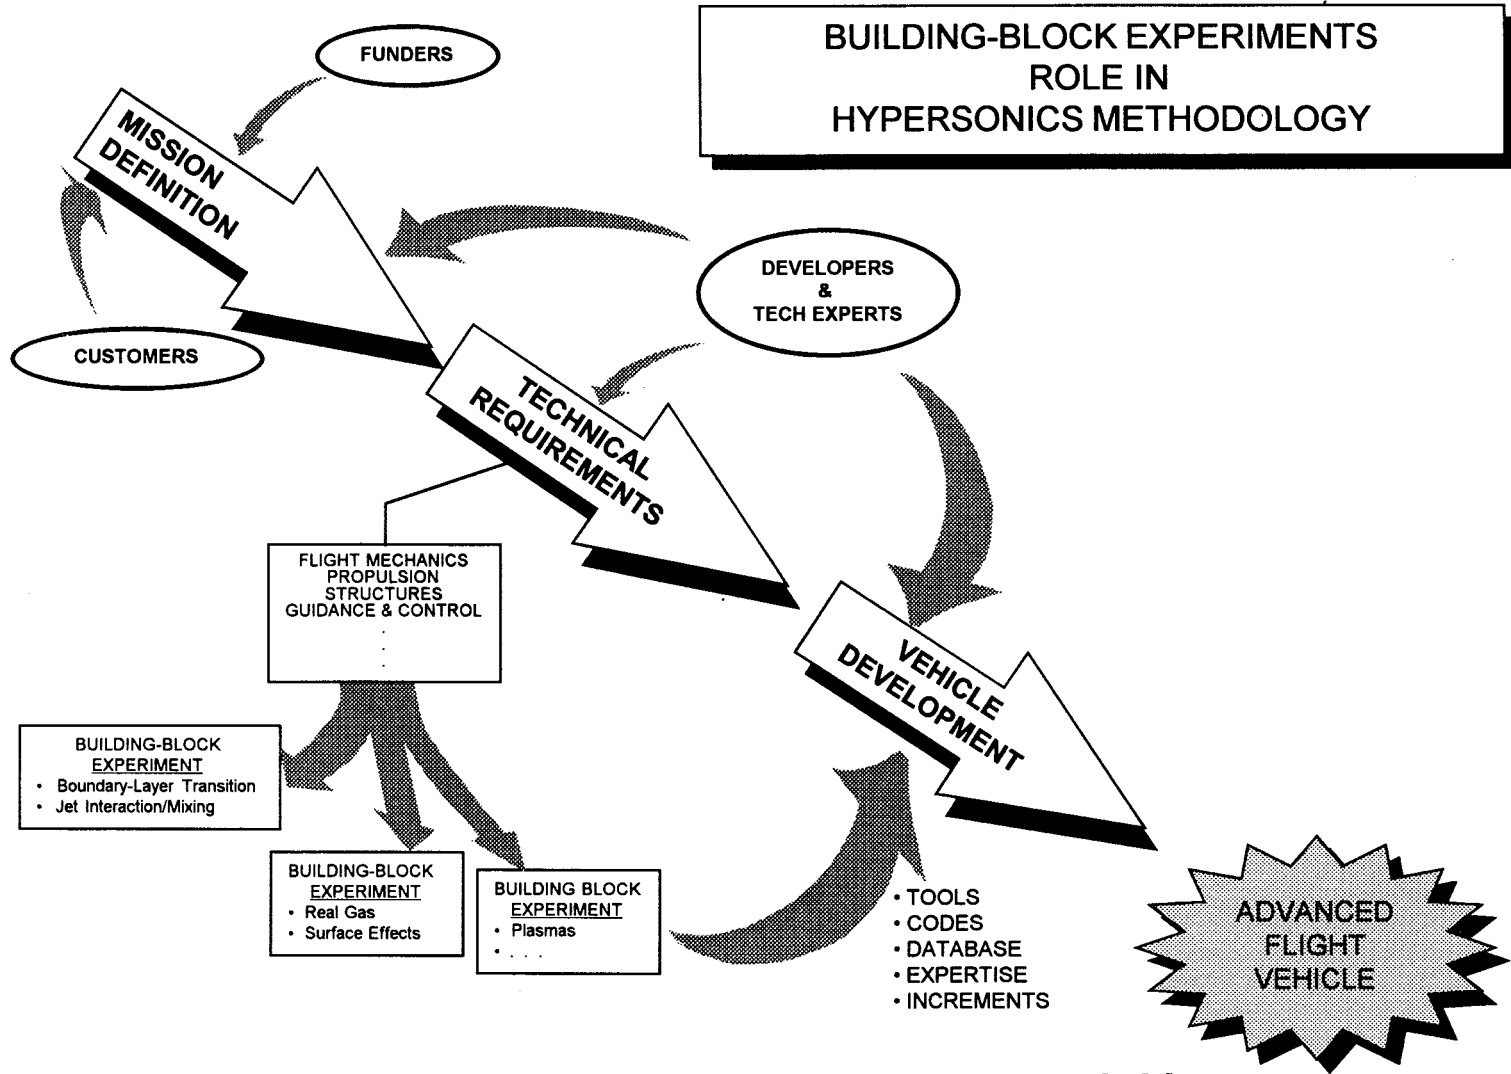 BUILDING-BLOCK EXPERIMENTS
ROLE IN
HYPERSONICS METHODOLOGY
FUNDERS
MISSION
DEFINITION
CUSTOMERS
DEVELOPERS
&
TECH EXPERTS
TECHNICAL
REQUIREMENTS
FLIGHT MECHANICS
PROPULSION
STRUCTURES
GUIDANCE & CONTROL
.
.
.
VEHICLE
DEVELOPMENT
BUILDING-BLOCK
EXPERIMENT
• Boundary-Layer Transition
• Jet Interaction/Mixing
BUILDING-BLOCK
EXPERIMENT
• Real Gas
• Surface Effects
BUILDING BLOCK
EXPERIMENT
• Plasmas
• . . .
• TOOLS
• CODES
• DATABASE
• EXPERTISE
• INCREMENTS
ADVANCED
FLIGHT
VEHICLE